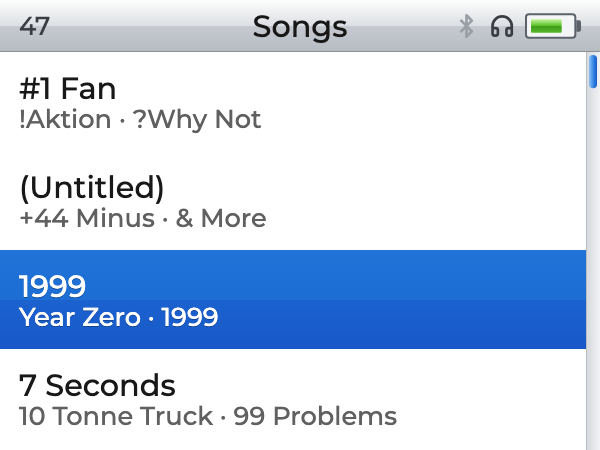 47
Songs
#1 Fan
!Aktion · ?Why Not
(Untitled)
+44 Minus · & More
1999
Year Zero · 1999
7 Seconds
10 Tonne Truck · 99 Problems